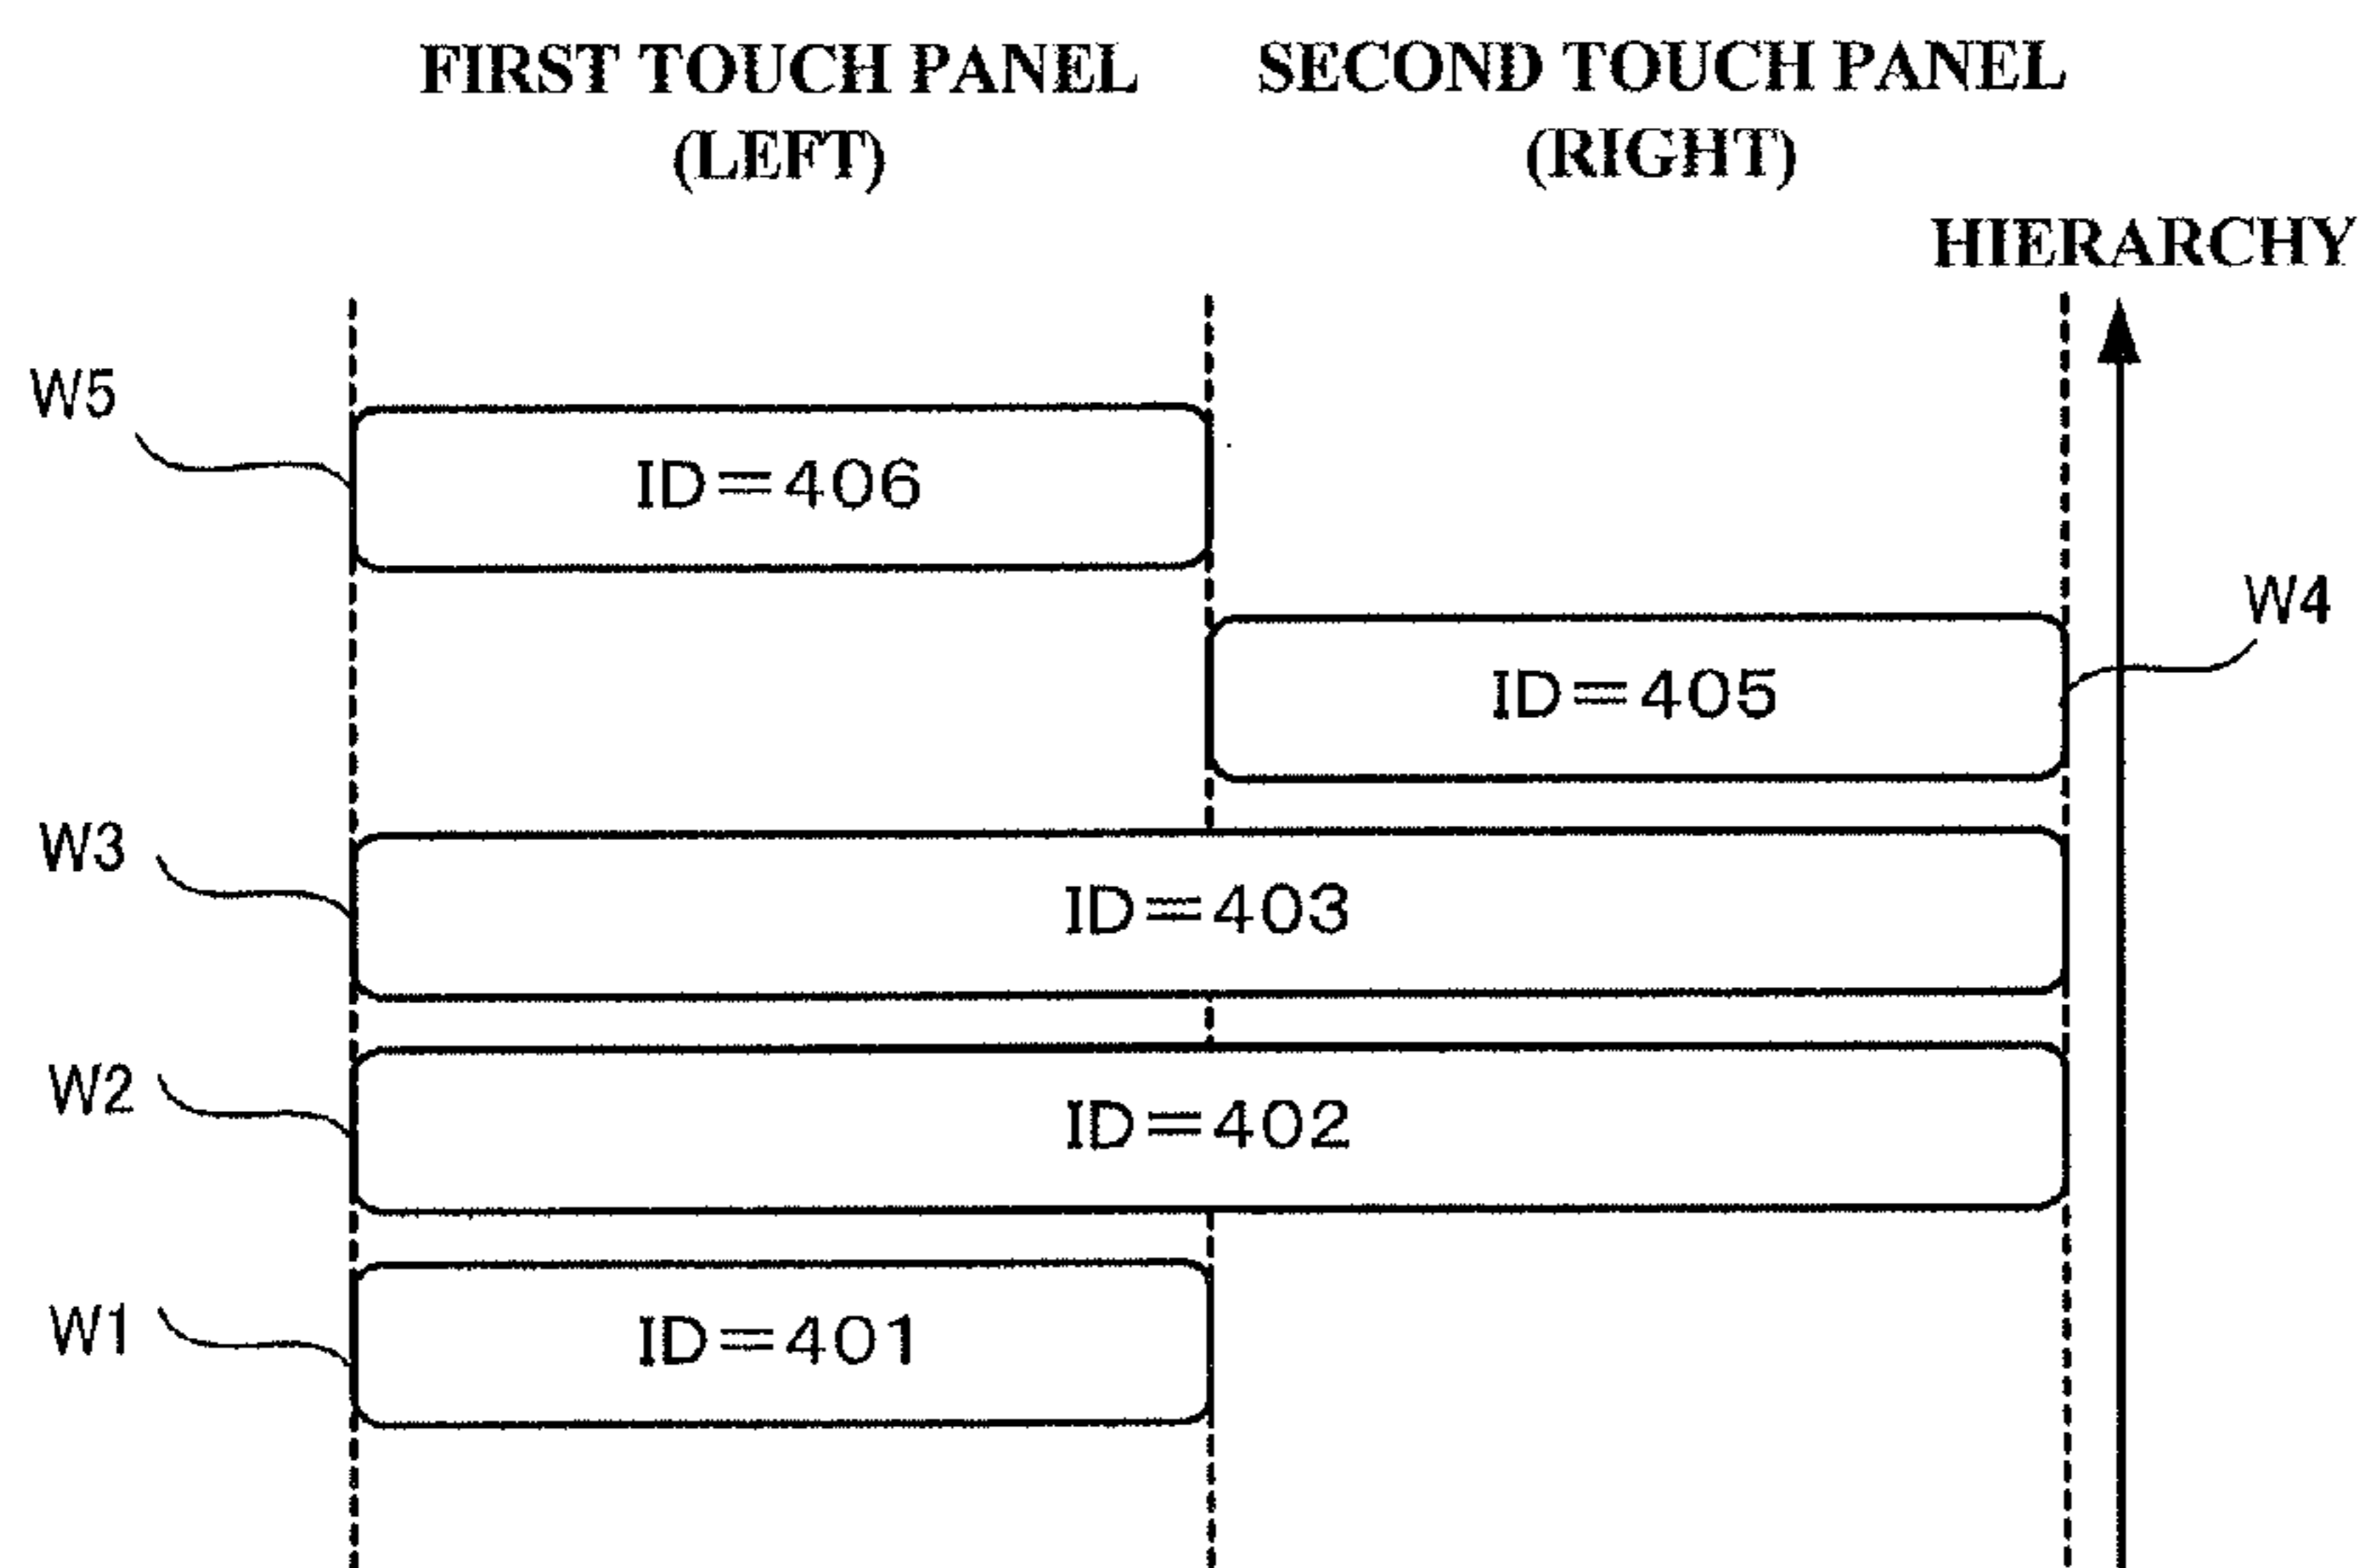 FIRST TOUCH PANEL
(LEFT)
SECOND TOUCH PANEL
(RIGHT)
HIERARCHY
W5
ID=406
W4
ID=405
W3
ID=403
W2
ID=402
W1
ID=401